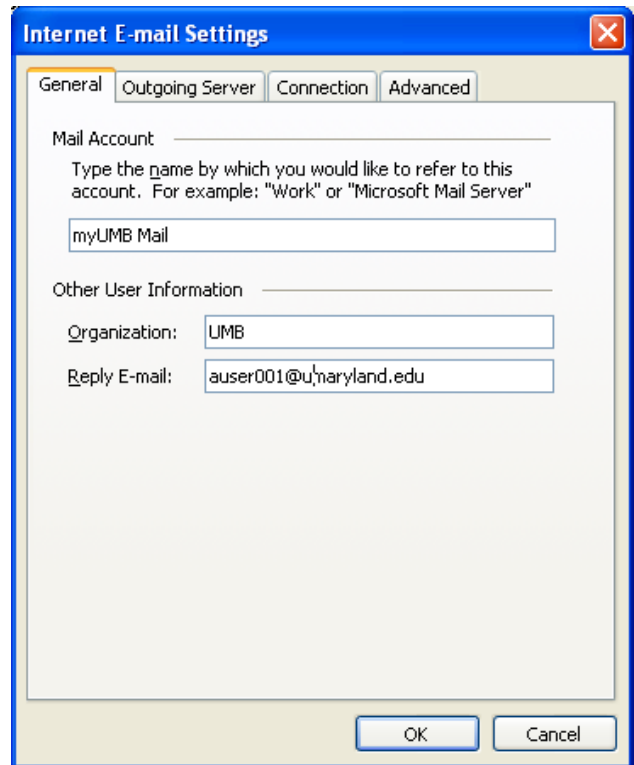 Internet E-mail Settings
General Outgoing Server Connection Advanced
Mail Account
Type the name by which you would like to refer to this
account. For example: "Work" or "Microsoft Mail Server"
myUMB Mail
Other User Information
Organization: UMB
Reply E-mail: auser001@umaryland.edu
OK Cancel